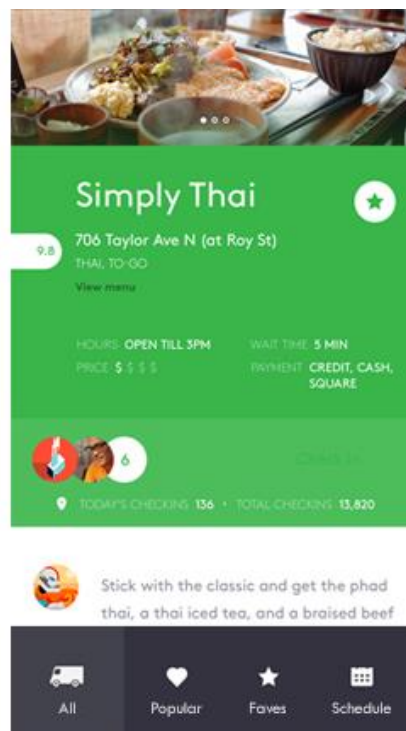 Simply Thai
9.8
706 Taylor Ave N (at Roy St)
THAI, TO-GO
View menu
HOURS OPEN TILL 3PM
WAIT TIME 5 MIN
PRICE $ $ $ $
PAYMENT CREDIT, CASH,
SQUARE
6
Check In
TODAY'S CHECKINS 136 • TOTAL CHECKINS 13,820
Stick with the classic and get the phad
thai, a thai iced tea, and a braised beef
All
Popular
Faves
Schedule